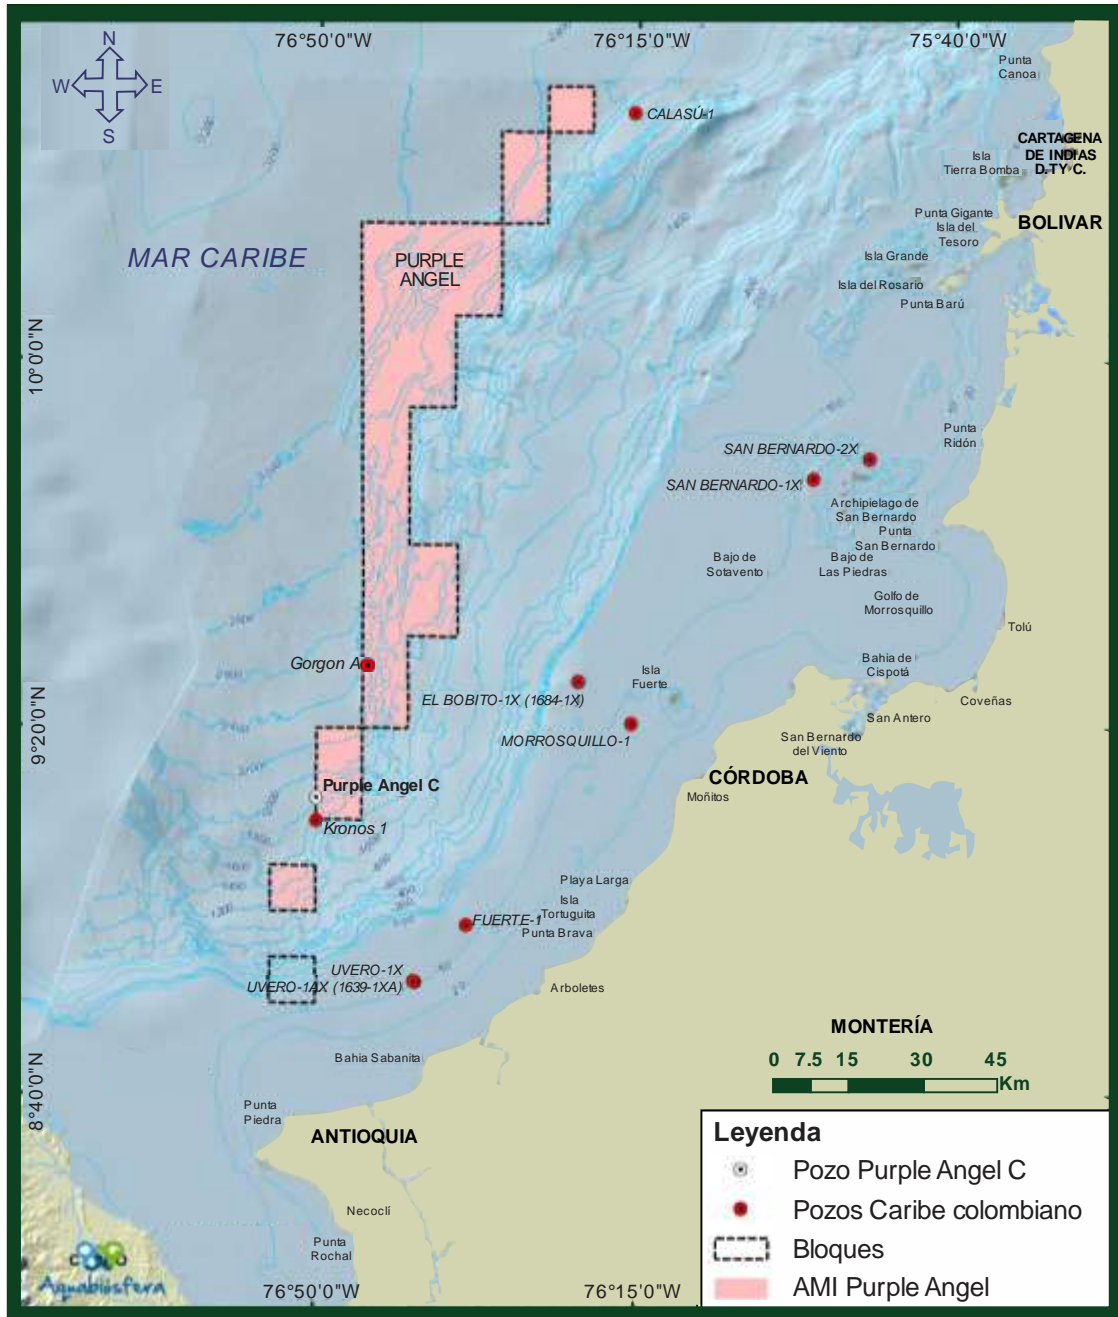 76°50'0"W
76°15'0"W
75°40'0"W
N
W
E
S
Punta
Canoa
CALASÚ-1
CARTAGENA
DE INDIAS
D.TY C.
Isla
Tierra Bomba
Punta Gigante
Isla del
Tesoro
BOLIVAR
MAR CARIBE
PURPLE
ANGEL
Isla Grande
Isla del Rosario
Punta Barú
10°0'0"N
Punta
Ridón
SAN BERNARDO-2X
SAN BERNARDO-1X
Archipielago de
San Bernardo
Punta
San Bernardo
Bajo de
Sotavento
Bajo de
Las Piedras
Golfo de
Morrosquillo
Tolú
Gorgon A
Isla
Fuerte
Bahia de
Cispotá
EL BOBITO-1X (1684-1X)
Coveñas
San Antero
9°20'0"N
MORROSQUILLO-1
San Bernardo
del Viento
Purple Angel C
CÓRDOBA
Moñitos
Kronos 1
Playa Larga
Isla
Tortuguita
FUERTE-1
Punta Brava
UVERO-1X
UVERO-1AX (1639-1XA)
Arboletes
MONTERÍA
Bahia Sabanita
0 7.5 15 30 45
Km
8°40'0"N
Punta
Piedra
ANTIOQUIA
Leyenda
Pozo Purple Angel C
Pozos Caribe colombiano
Bloques
AMI Purple Angel
Necoclí
Punta
Rochal
Aquabiósfera
76°50'0"W
76°15'0"W